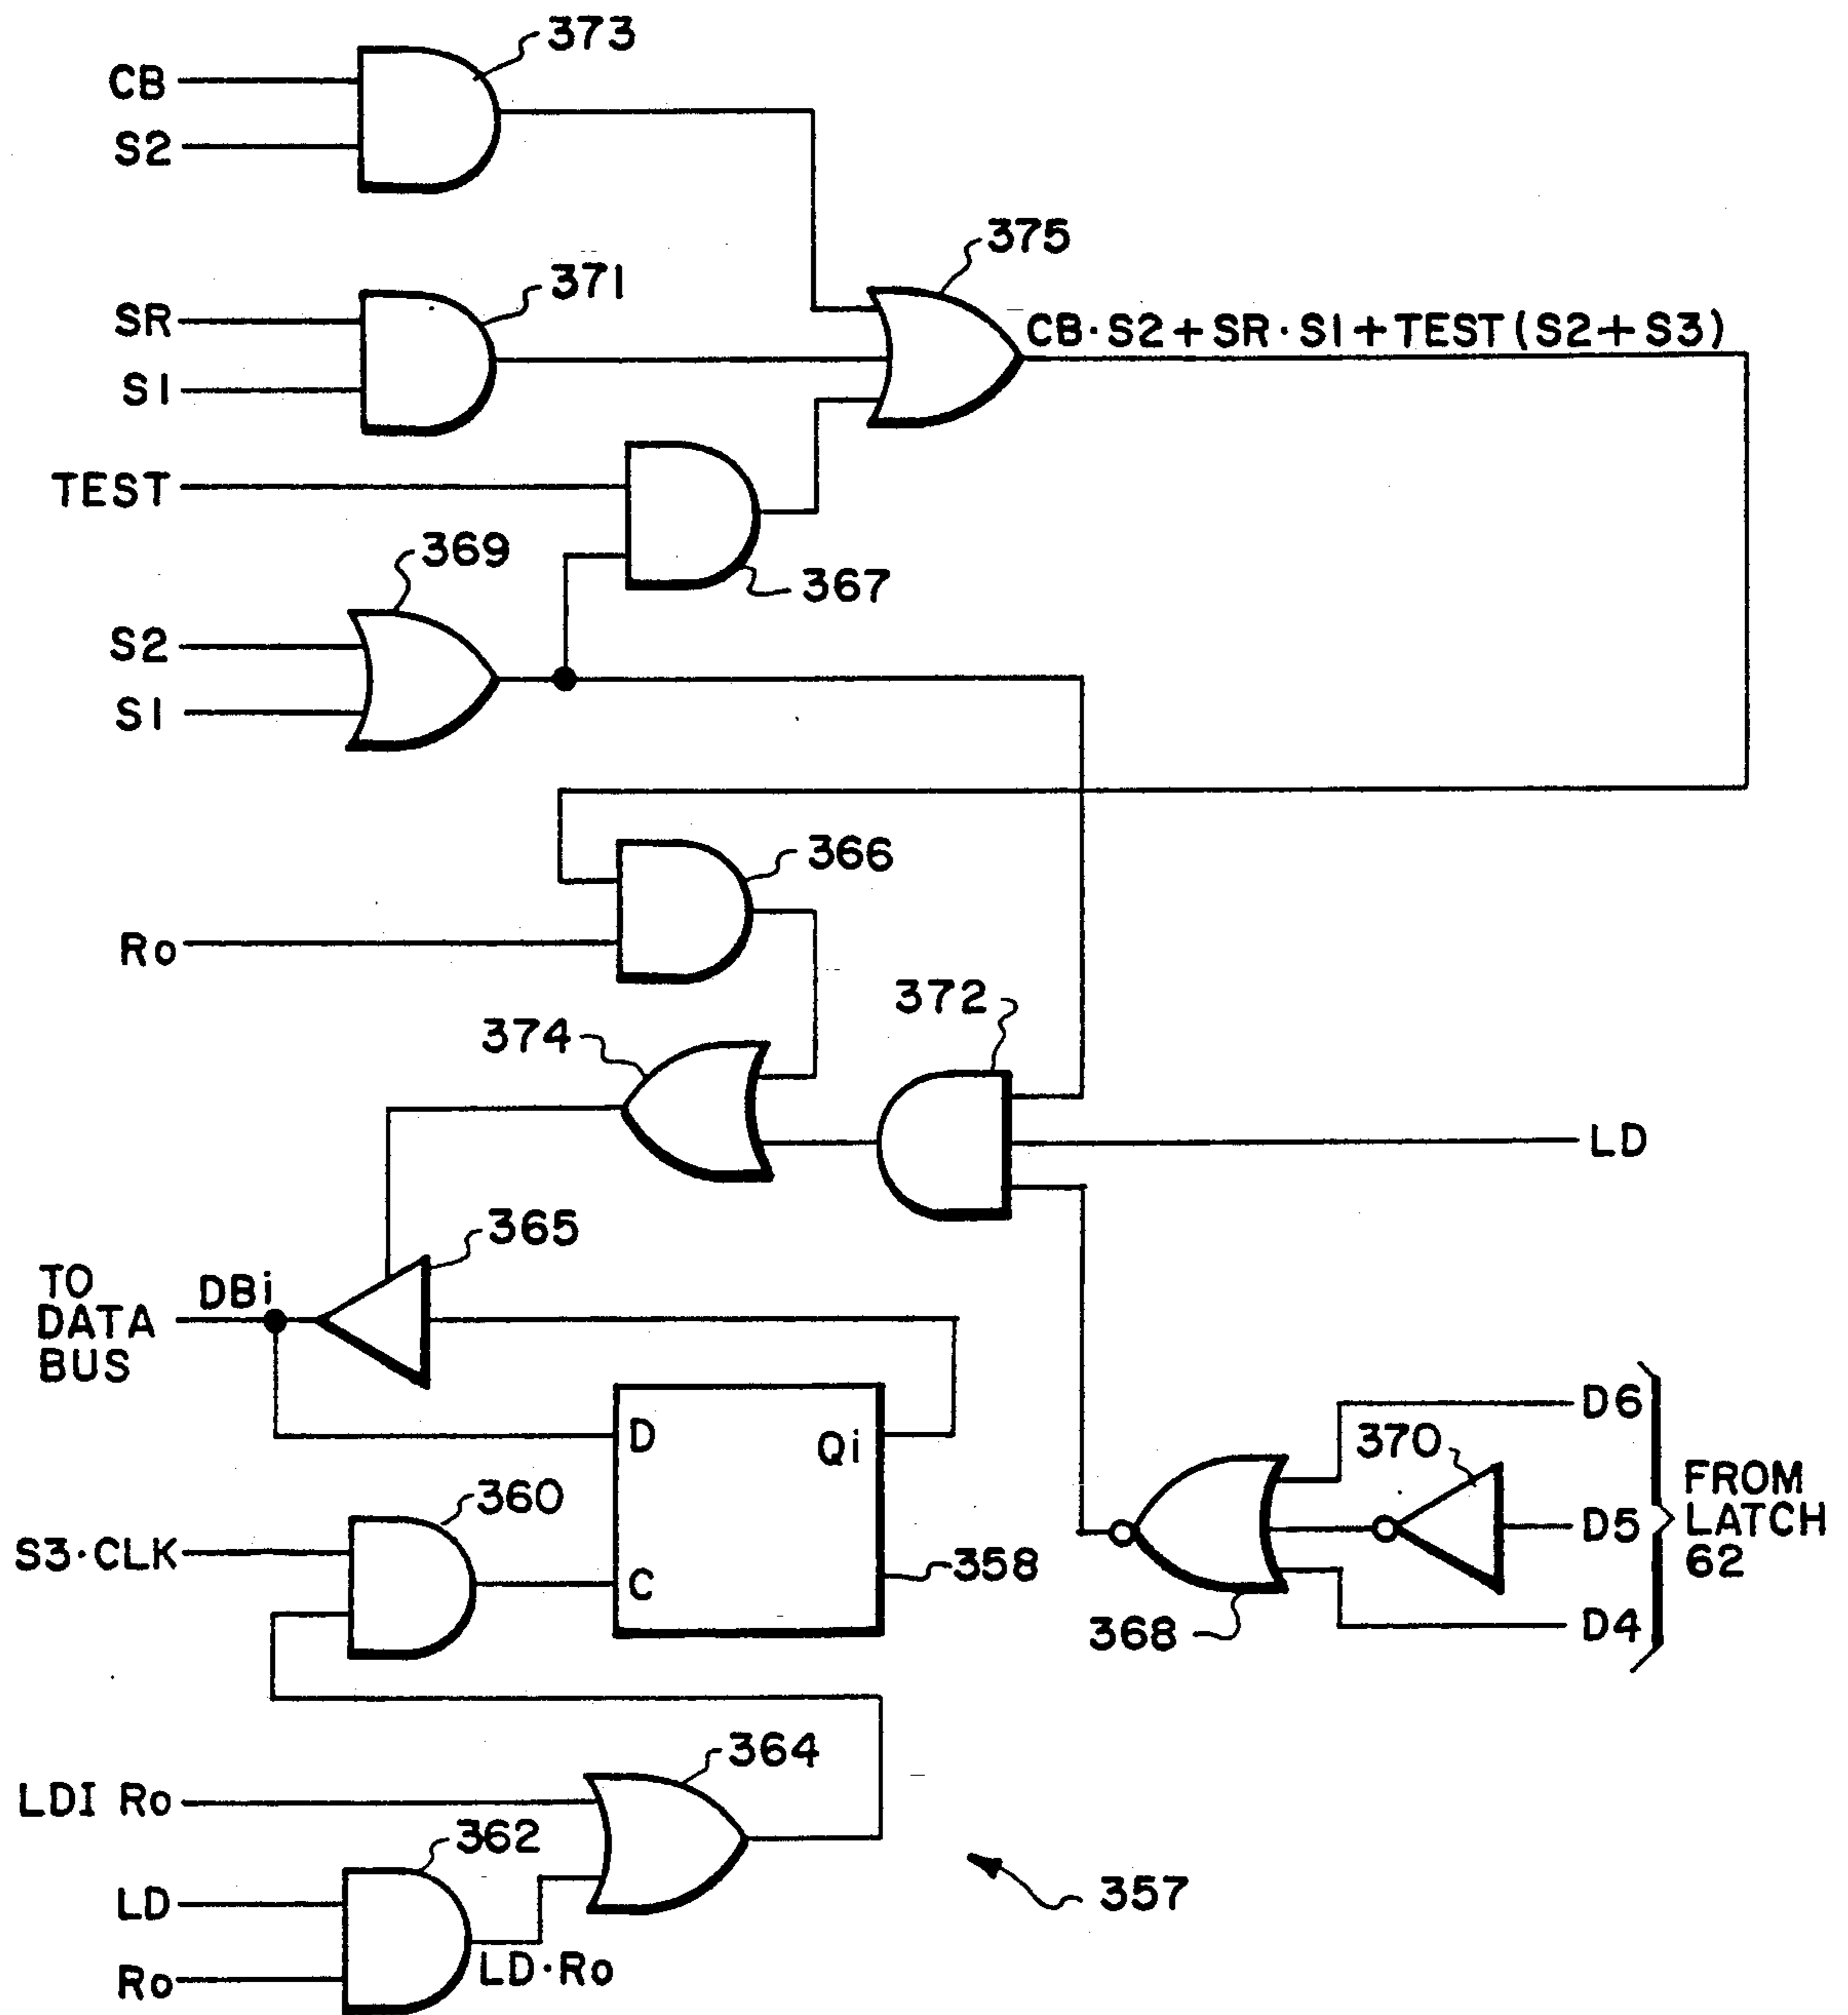 373
CB
S2
375
371
SR
CB·S2+SR·S1+TEST(S2+S3)
S1
TEST
369
367
S2
S1
366
Ro
372
374
LD
365
TO
DATA
BUS
DBi
D6
370
D
Qi
FROM
LATCH
62
360
D5
S3·CLK
358
C
368
D4
364
LDI Ro
362
LD
357
LD·Ro
Ro